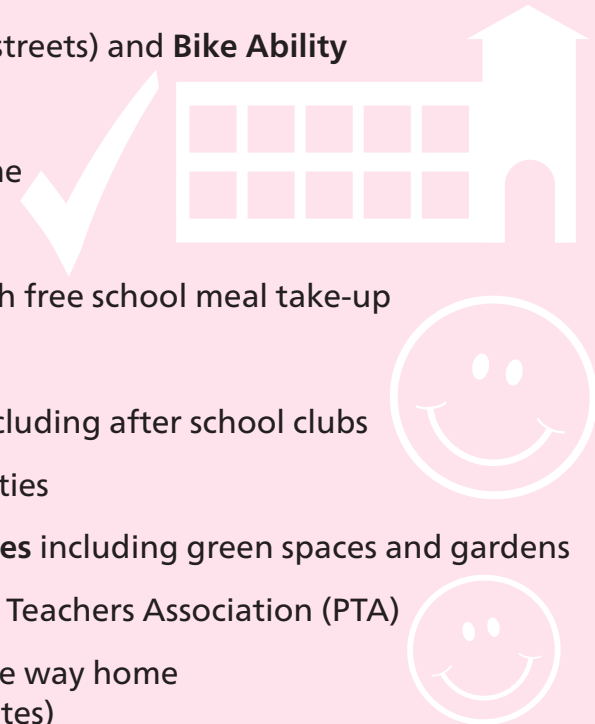 streets) and Bike Ability
ne
h free school meal take-up
cluding after school clubs
ties
es including green spaces and gardens
Teachers Association (PTA)
e way home
tes)